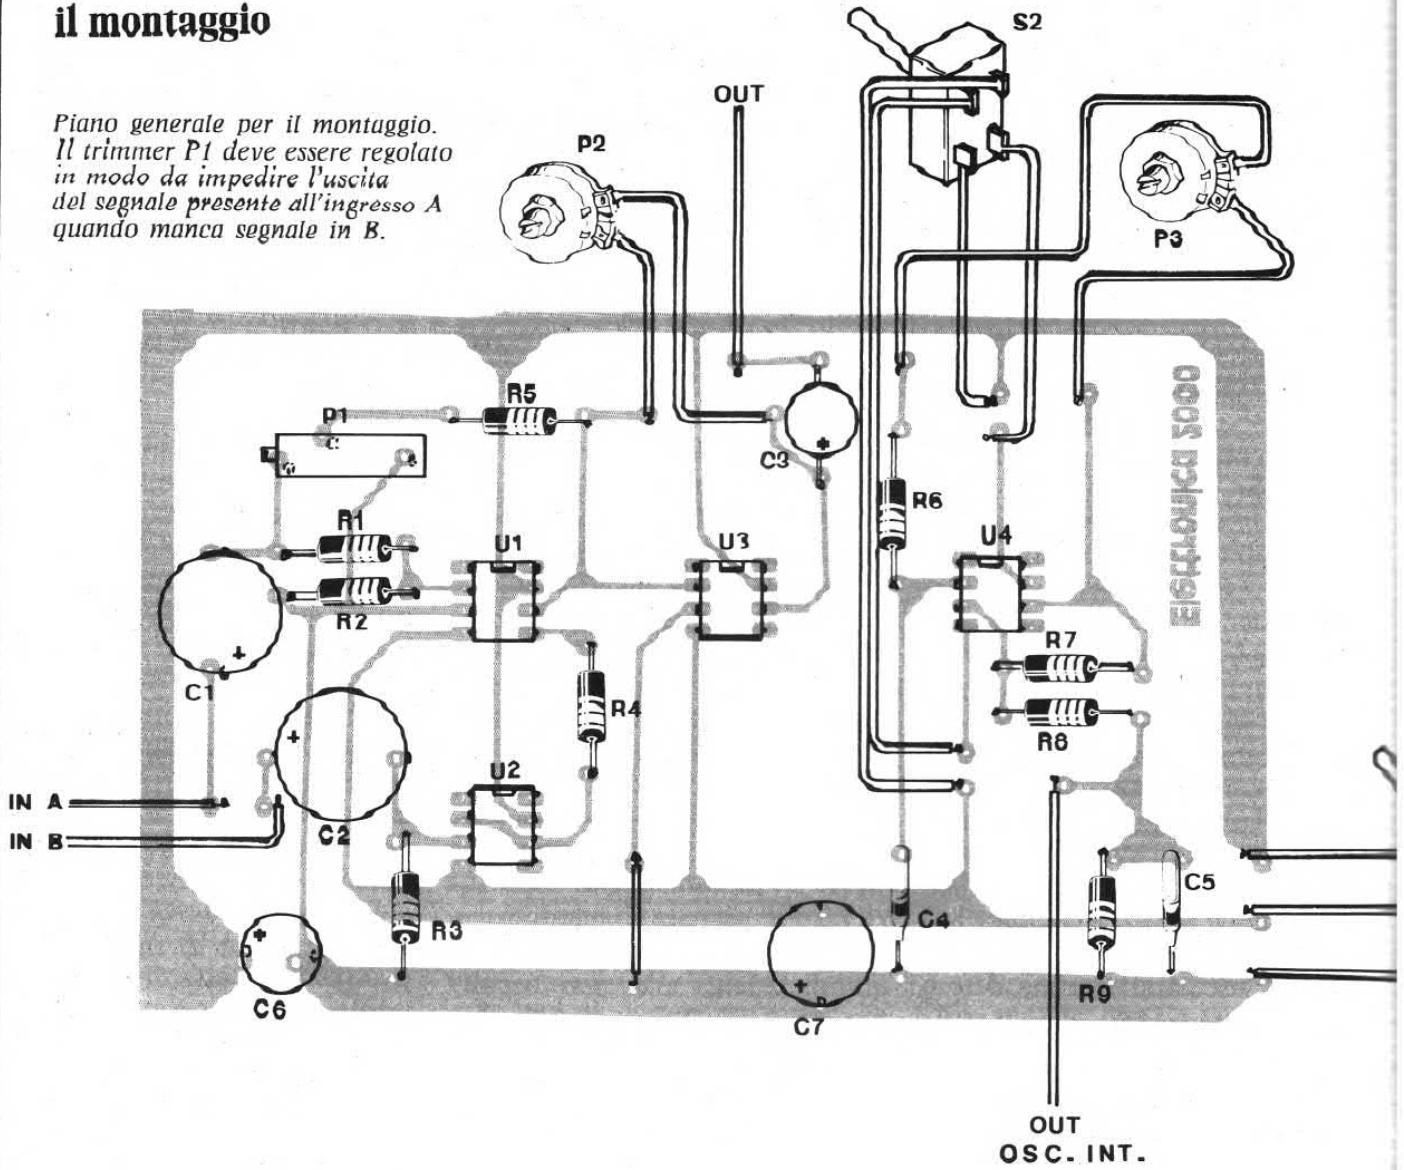 il montaggio
Piano generale per il montaggio.
Il trimmer P1 deve essere regolato
in modo da impedire l'uscita
del segnale presente all'ingresso A
quando manca segnale in B.
S2
OUT
P2
P3
R5
P1
C3
R6
R1
U1
U3
U4
R2
R7
C1
R4
R8
U2
IN A
C2
IN B
C5
C4
R3
R9
C6
C7
Elettronica 2000
OUT
OSC. INT.